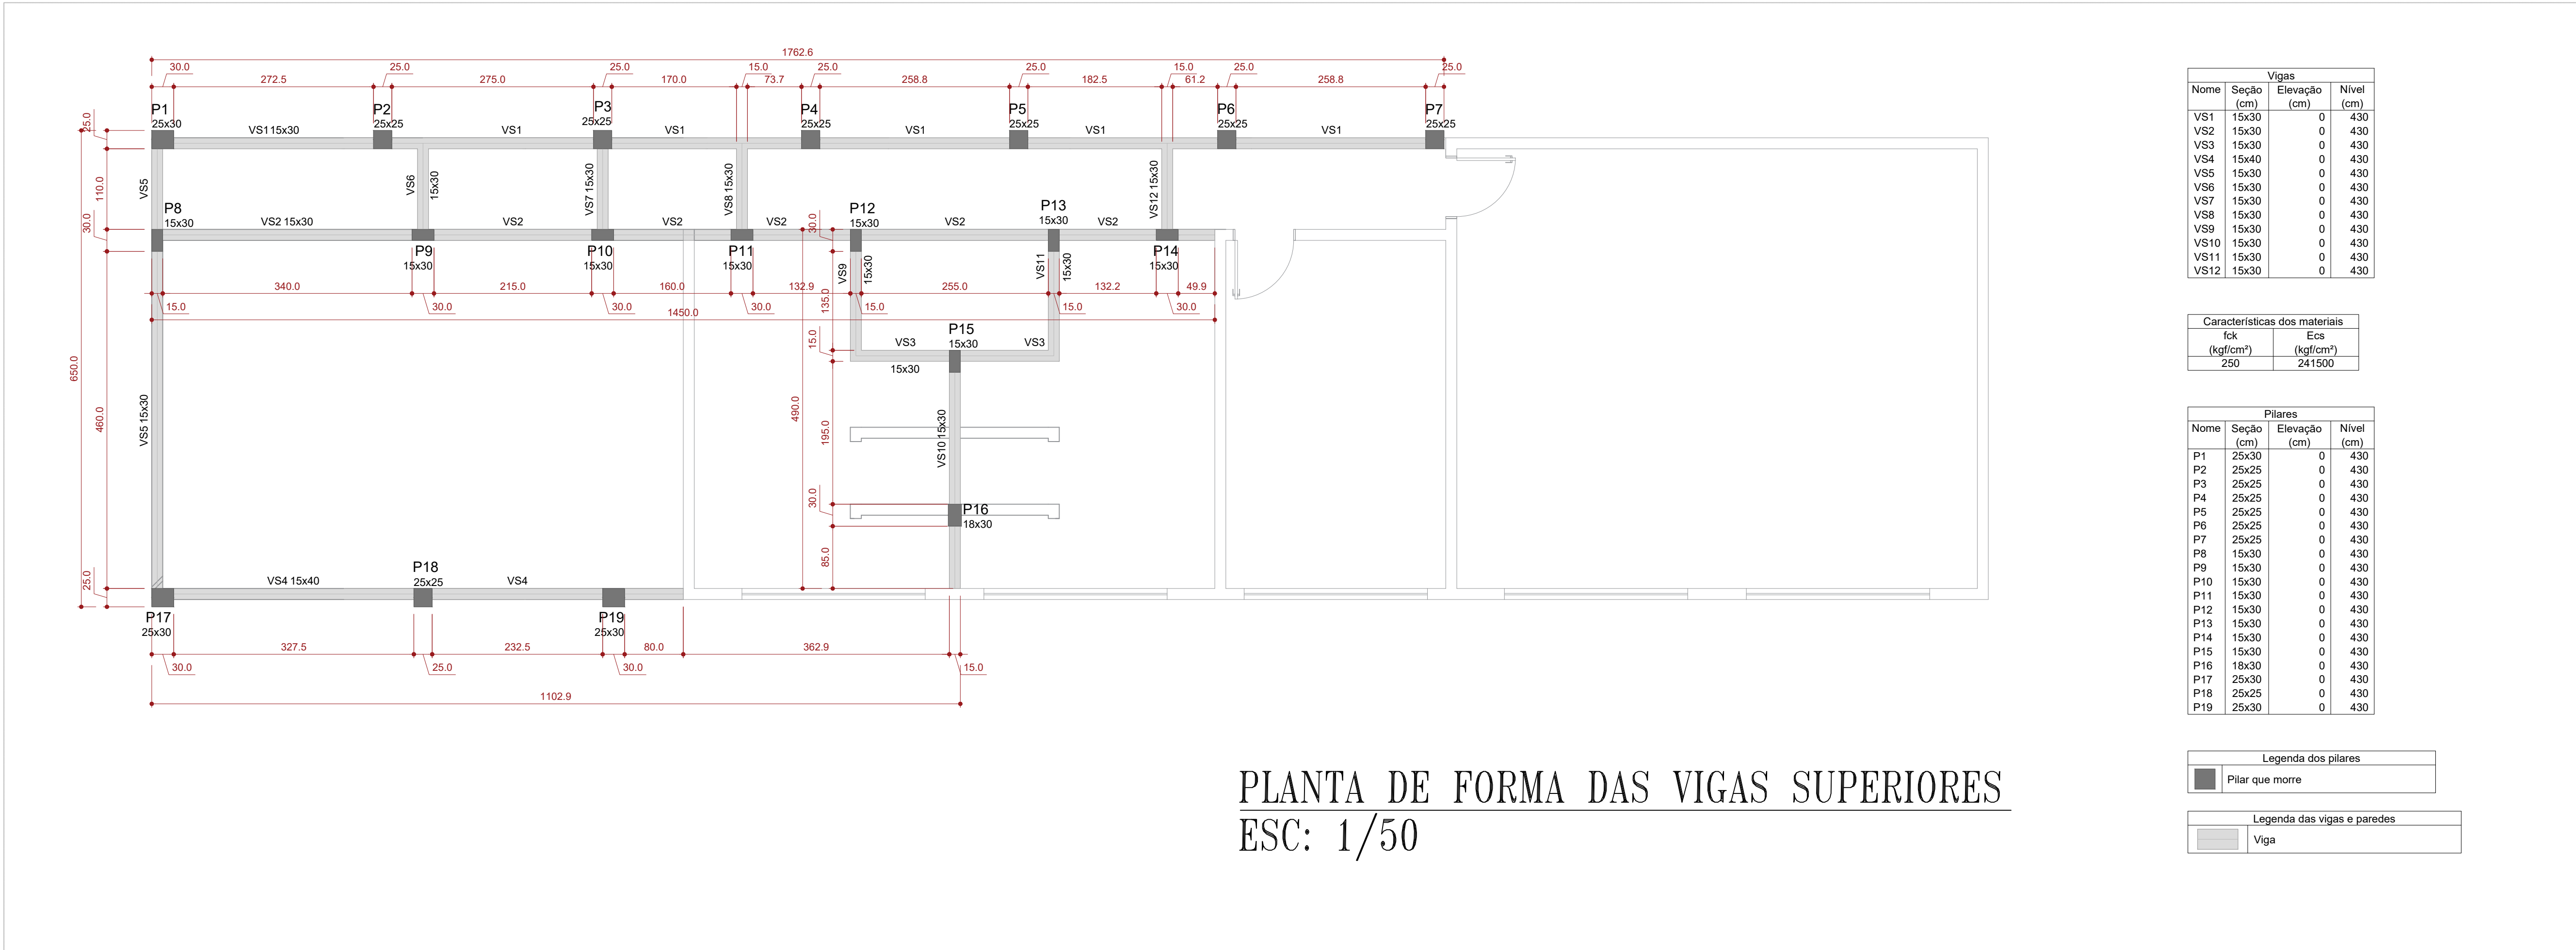 1762.6
30.0 25.0 25.0 15.0 25.0 25.0 15.0 25.0 25.0
272.5 275.0 170.0 73.7 258.8 182.5 61.2 258.8
P1 P2 P3 P4 P5 P6 P7
25x30 25x25 25x25 25x25 25x25 25x25 25x25
25.0
VS1 15x30 VS1 VS1 VS1 VS1 VS1
VS5 110.0 VS6 15x30 VS7 15x30 VS8 15x30 VS12 15x30
P8 P12 P13
15x30 15x30 15x30
30.0 VS2 15x30 VS2 VS2 VS2 30.0 VS2 VS2
P9 P10 P11 P14
15x30 15x30 15x30 15x30
VS9 15x30 VS11 15x30
340.0 215.0 160.0 132.9 255.0 132.2 49.9
15.0 30.0 30.0 30.0 15.0 15.0 30.0
135.0
1450.0
P15
15.0 VS3 15x30 VS3
15x30
650.0
460.0
VS5 15x30
490.0
195.0
VS10 15x30
30.0
P16
18x30
85.0
25.0
VS4 15x40 P18 VS4
25x25
P17 P19
25x30 25x30
327.5 232.5 80.0 362.9
30.0 25.0 30.0 15.0
1102.9
PLANTA DE FORMA DAS VIGAS SUPERIORES
ESC: 1/50
Vigas
Nome Seção Elevação Nível
(cm) (cm) (cm)
VS1 15x30 0 430
VS2 15x30 0 430
VS3 15x30 0 430
VS4 15x40 0 430
VS5 15x30 0 430
VS6 15x30 0 430
VS7 15x30 0 430
VS8 15x30 0 430
VS9 15x30 0 430
VS10 15x30 0 430
VS11 15x30 0 430
VS12 15x30 0 430
Características dos materiais
fck Ecs
(kgf/cm²) (kgf/cm²)
250 241500
Pilares
Nome Seção Elevação Nível
(cm) (cm) (cm)
P1 25x30 0 430
P2 25x25 0 430
P3 25x25 0 430
P4 25x25 0 430
P5 25x25 0 430
P6 25x25 0 430
P7 25x25 0 430
P8 15x30 0 430
P9 15x30 0 430
P10 15x30 0 430
P11 15x30 0 430
P12 15x30 0 430
P13 15x30 0 430
P14 15x30 0 430
P15 15x30 0 430
P16 18x30 0 430
P17 25x30 0 430
P18 25x25 0 430
P19 25x30 0 430
Legenda dos pilares
Pilar que morre
Legenda das vigas e paredes
Viga